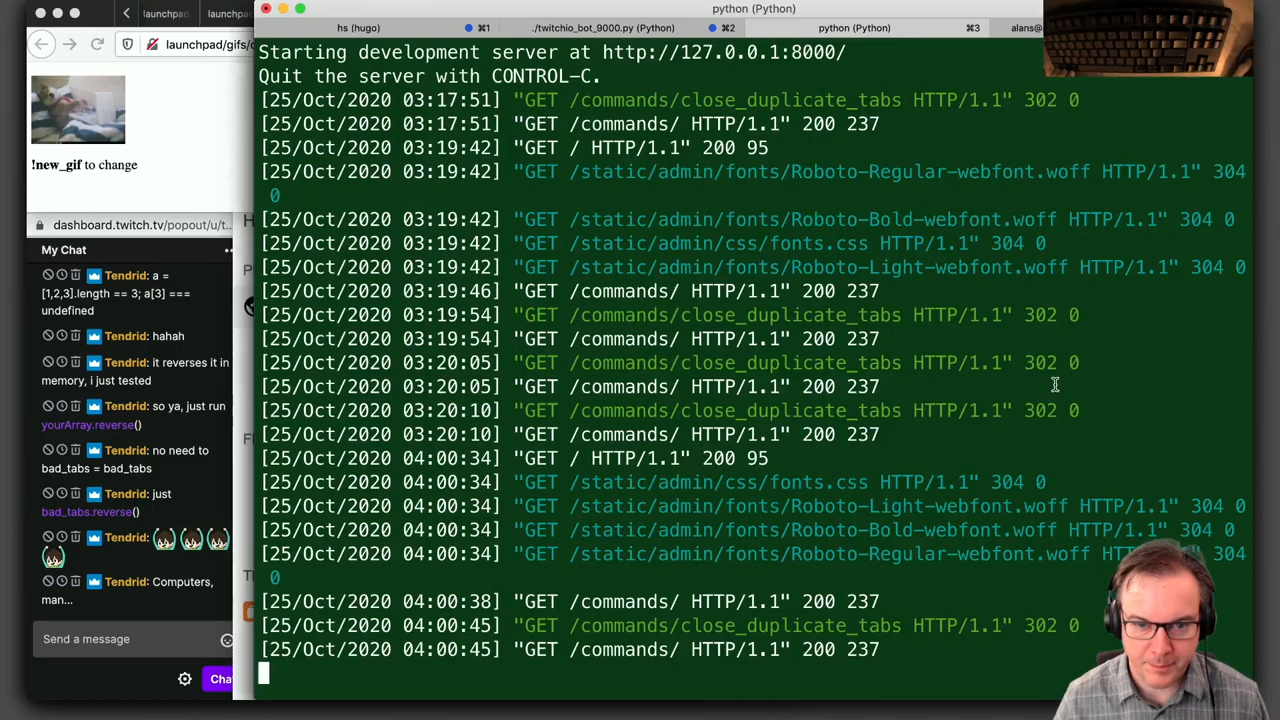 python (Python)
launchpad/
launchpad/
hs (hugo)
⌘1
./twitchio_bot_9000.py (Python)
⌘2
python (Python)
⌘3
alans@
launchpad/gifs/
!new_gif to change
dashboard.twitch.tv/popout/u/t...
My Chat
Tendrid: a =
[1,2,3].length == 3; a[3] ===
undefined
Tendrid: hahah
Tendrid: it reverses it in
memory, i just tested
Tendrid: so ya, just run
yourArray.reverse()
Tendrid: no need to
bad_tabs = bad_tabs
Tendrid: just
bad_tabs.reverse()
Tendrid:
Tendrid: Computers,
man...
Send a message
Cha
Starting development server at http://127.0.0.1:8000/
Quit the server with CONTROL-C.
[25/Oct/2020 03:17:51] "GET /commands/close_duplicate_tabs HTTP/1.1" 302 0
[25/Oct/2020 03:17:51] "GET /commands/ HTTP/1.1" 200 237
[25/Oct/2020 03:19:42] "GET / HTTP/1.1" 200 95
[25/Oct/2020 03:19:42] "GET /static/admin/fonts/Roboto-Regular-webfont.woff HTTP/1.1" 304
0
[25/Oct/2020 03:19:42] "GET /static/admin/fonts/Roboto-Bold-webfont.woff HTTP/1.1" 304 0
[25/Oct/2020 03:19:42] "GET /static/admin/css/fonts.css HTTP/1.1" 304 0
[25/Oct/2020 03:19:42] "GET /static/admin/fonts/Roboto-Light-webfont.woff HTTP/1.1" 304 0
[25/Oct/2020 03:19:46] "GET /commands/ HTTP/1.1" 200 237
[25/Oct/2020 03:19:54] "GET /commands/close_duplicate_tabs HTTP/1.1" 302 0
[25/Oct/2020 03:19:54] "GET /commands/ HTTP/1.1" 200 237
[25/Oct/2020 03:20:05] "GET /commands/close_duplicate_tabs HTTP/1.1" 302 0
[25/Oct/2020 03:20:05] "GET /commands/ HTTP/1.1" 200 237
[25/Oct/2020 03:20:10] "GET /commands/close_duplicate_tabs HTTP/1.1" 302 0
[25/Oct/2020 03:20:10] "GET /commands/ HTTP/1.1" 200 237
[25/Oct/2020 04:00:34] "GET / HTTP/1.1" 200 95
[25/Oct/2020 04:00:34] "GET /static/admin/css/fonts.css HTTP/1.1" 304 0
[25/Oct/2020 04:00:34] "GET /static/admin/fonts/Roboto-Light-webfont.woff HTTP/1.1" 304 0
[25/Oct/2020 04:00:34] "GET /static/admin/fonts/Roboto-Bold-webfont.woff HTTP/1.1" 304 0
[25/Oct/2020 04:00:34] "GET /static/admin/fonts/Roboto-Regular-webfont.woff 304
0
[25/Oct/2020 04:00:38] "GET /commands/ HTTP/1.1" 200 237
[25/Oct/2020 04:00:45] "GET /commands/close_duplicate_tabs HTTP/1.1" 302 0
[25/Oct/2020 04:00:45] "GET /commands/ HTTP/1.1" 200 237